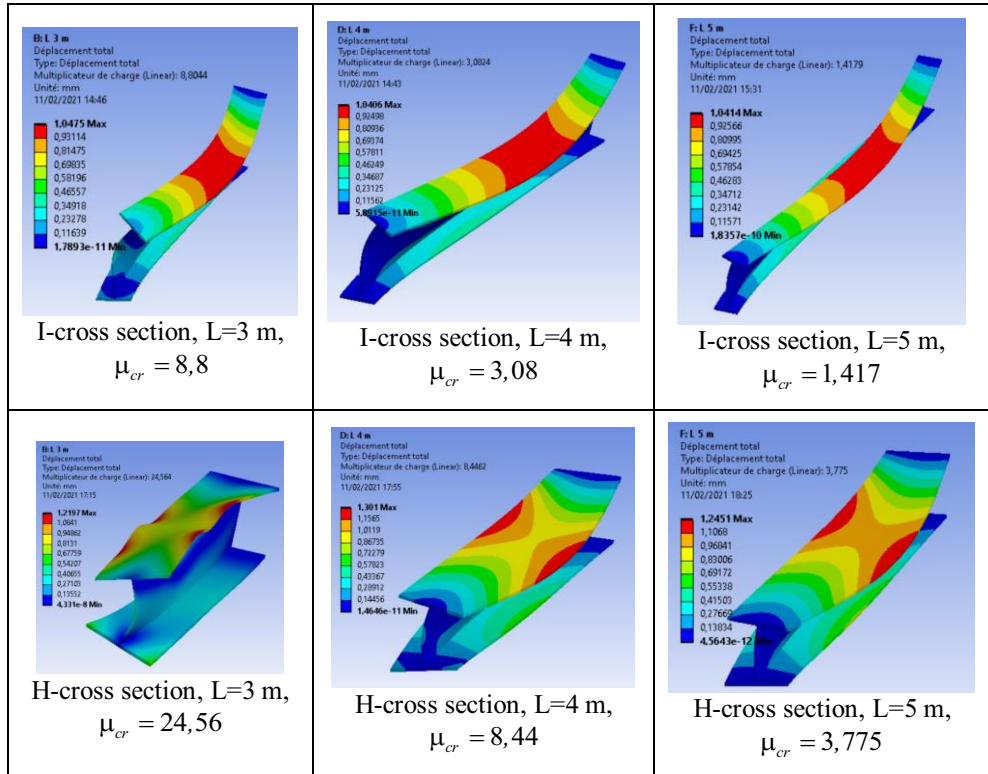 B: L 3 m
Déplacement total
Type: Déplacement total
Multiplicateur de charge (Linear): 8,8044
Unité: mm
11/02/2021 14:46
1,0475 Max
0,93114
0,81475
0,69835
0,58196
0,46557
0,34918
0,23278
0,11639
1,7893e-11 Min
I-cross section, L=3 m,
μcr = 8,8
D: L 4 m
Déplacement total
Type: Déplacement total
Multiplicateur de charge (Linear): 3,0824
Unité: mm
11/02/2021 14:43
1,0406 Max
0,92498
0,80936
0,69374
0,57811
0,46249
0,34687
0,23125
0,11562
5,8915e-11 Min
I-cross section, L=4 m,
μcr = 3,08
F: L 5 m
Déplacement total
Type: Déplacement total
Multiplicateur de charge (Linear): 1,4179
Unité: mm
11/02/2021 15:31
1,0414 Max
0,92566
0,80995
0,69425
0,57854
0,46283
0,34712
0,23142
0,11571
1,8357e-10 Min
I-cross section, L=5 m,
μcr = 1,417
B: L 3 m
Déplacement total
Type: Déplacement total
Multiplicateur de charge (Linear): 24,564
Unité: mm
11/02/2021 17:15
1,2197 Max
1,0841
0,94862
0,8131
0,67759
0,54207
0,40655
0,27103
0,13552
4,331e-8 Min
H-cross section, L=3 m,
μcr = 24,56
D: L 4 m
Déplacement total
Type: Déplacement total
Multiplicateur de charge (Linear): 8,4462
Unité: mm
11/02/2021 17:55
1,301 Max
1,1565
1,0119
0,86735
0,72279
0,57823
0,43367
0,28912
0,14456
1,4646e-11 Min
H-cross section, L=4 m,
μcr = 8,44
F: L 5 m
Déplacement total
Type: Déplacement total
Multiplicateur de charge (Linear): 3,775
Unité: mm
11/02/2021 18:25
1,2451 Max
1,1068
0,96841
0,83006
0,69172
0,55338
0,41503
0,27669
0,13834
4,5643e-12 Min
H-cross section, L=5 m,
μcr = 3,775